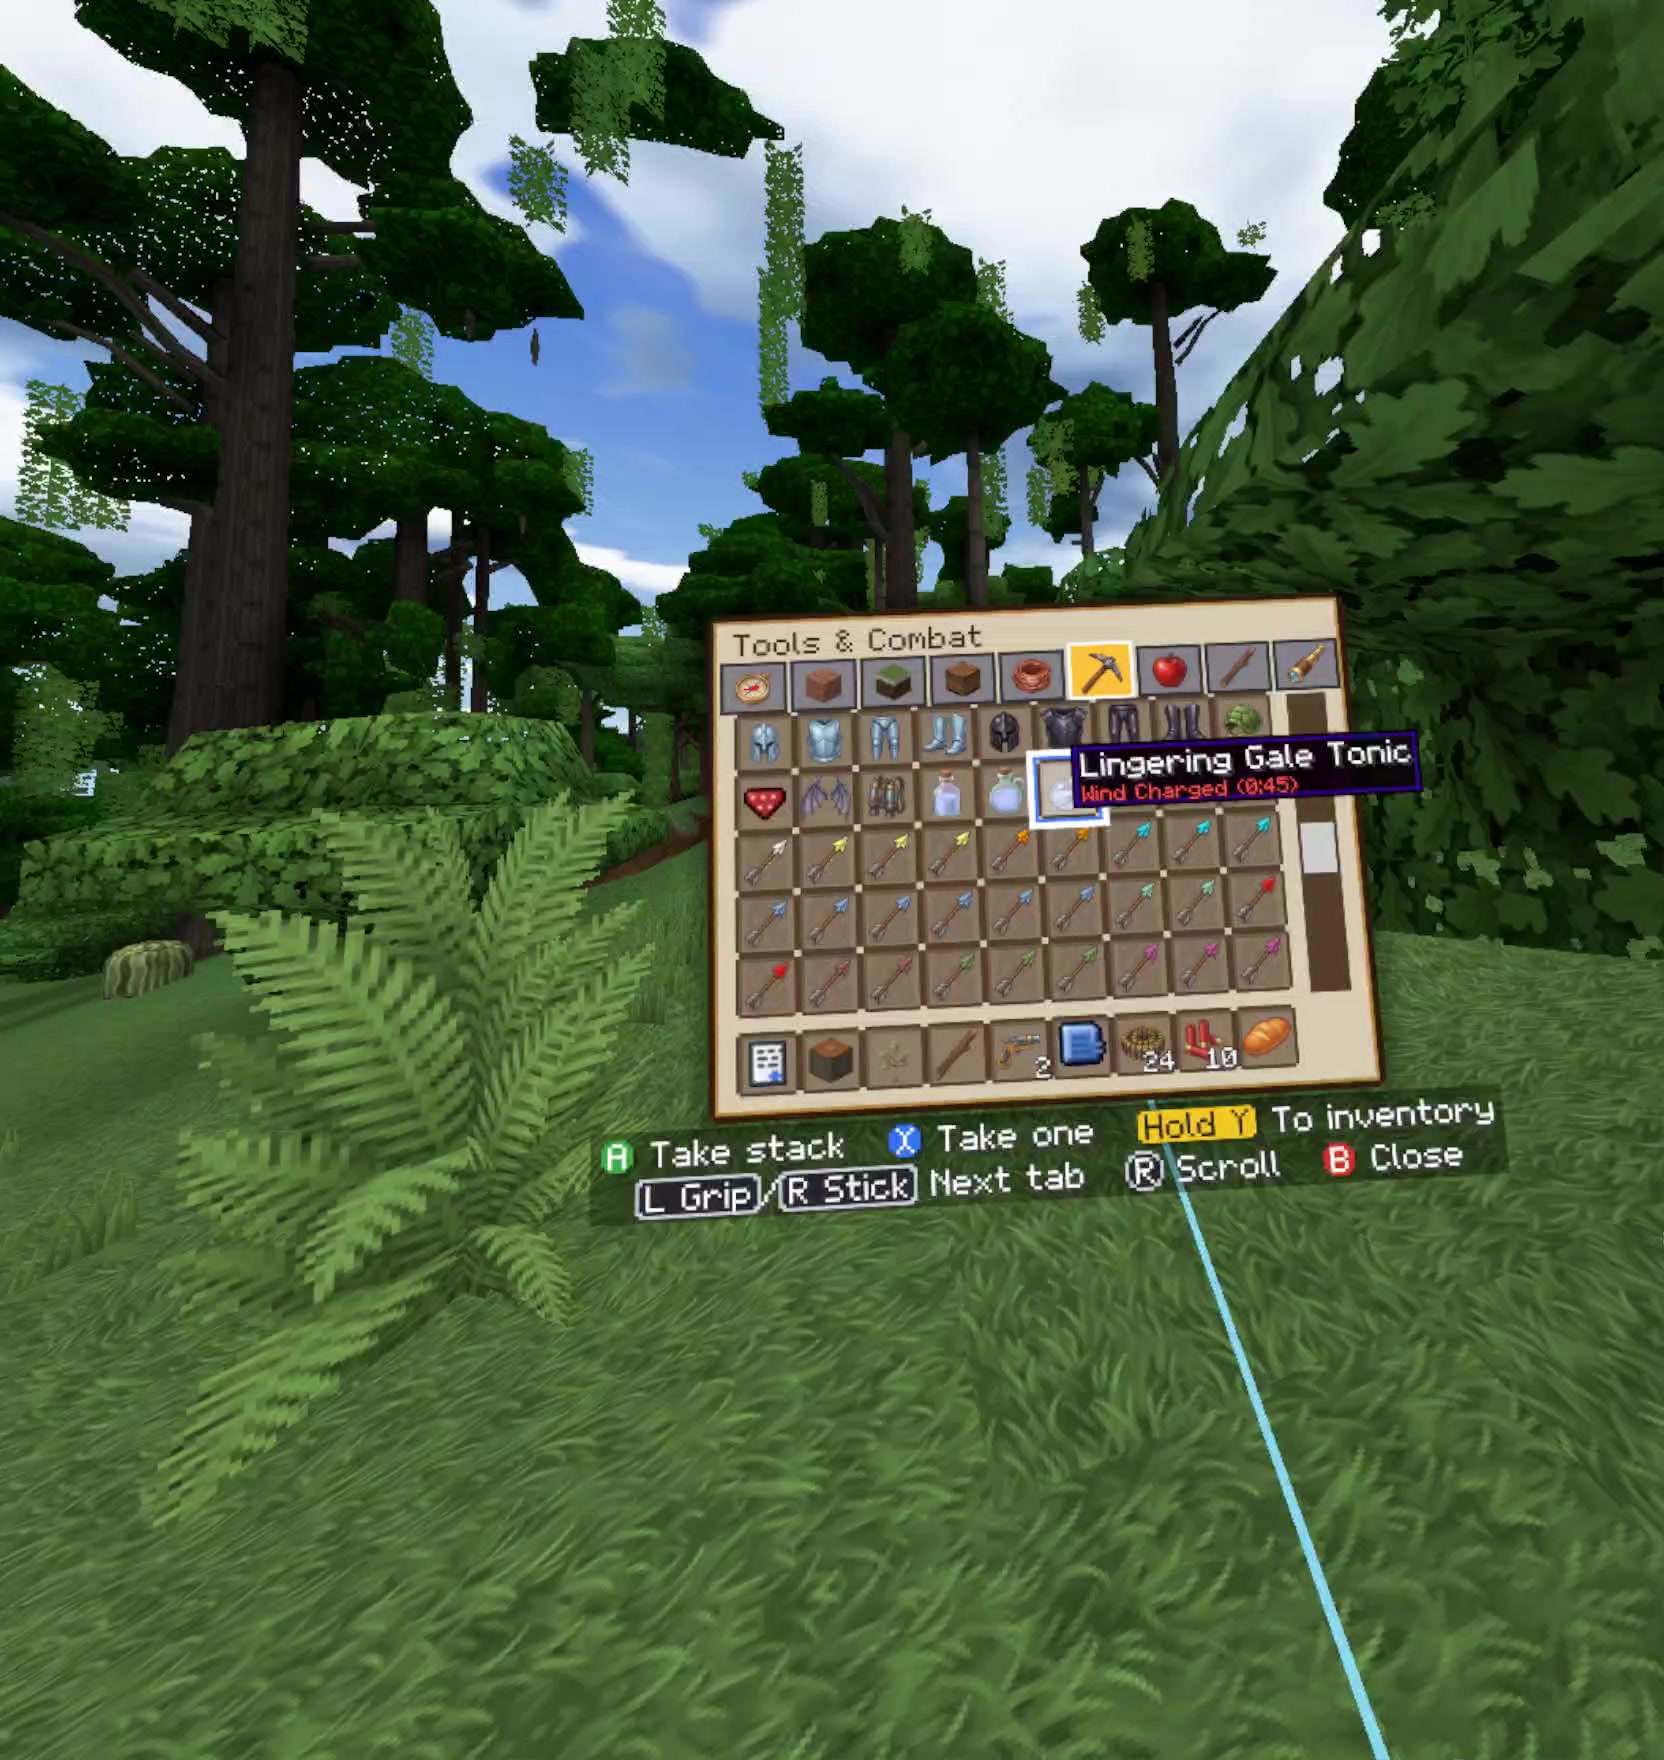 Tools & Combat
Lingering Gale Tonic
Wind Charged (0:45)
2
24
10
A Take stack X Take one Hold Y To inventory
L Grip/R Stick Next tab R Scroll B Close